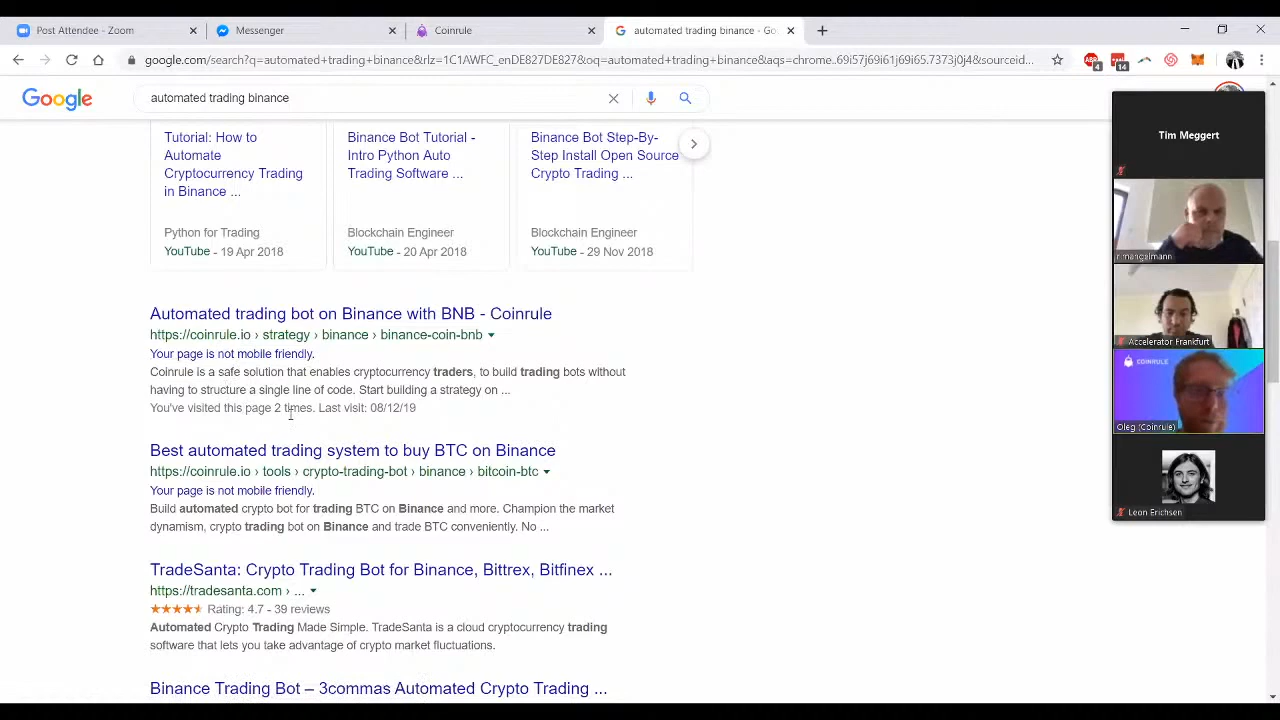 Post Attendee - Zoom
Messenger
Coinrule
automated trading binance - Go
google.com/search?q=automated+trading+binance&rlz=1C1AWFC_enDE827DE827&oq=automated+trading+binance&aqs=chrome..69i57j69i61j69i65.7373j0j4&sourceid...
4
14
Google
automated trading binance
Tutorial: How to
Automate
Cryptocurrency Trading
in Binance ...
Python for Trading
YouTube - 19 Apr 2018
Binance Bot Tutorial -
Intro Python Auto
Trading Software ...
Blockchain Engineer
YouTube - 20 Apr 2018
Binance Bot Step-By-
Step Install Open Source
Crypto Trading ...
Blockchain Engineer
YouTube - 29 Nov 2018
Automated trading bot on Binance with BNB - Coinrule
https://coinrule.io › strategy › binance › binance-coin-bnb
Your page is not mobile friendly.
Coinrule is a safe solution that enables cryptocurrency traders, to build trading bots without
having to structure a single line of code. Start building a strategy on ...
You've visited this page 2 times. Last visit: 08/12/19
Best automated trading system to buy BTC on Binance
https://coinrule.io › tools › crypto-trading-bot › binance › bitcoin-btc
Your page is not mobile friendly.
Build automated crypto bot for trading BTC on Binance and more. Champion the market
dynamism, crypto trading bot on Binance and trade BTC conveniently. No ...
TradeSanta: Crypto Trading Bot for Binance, Bittrex, Bitfinex ...
https://tradesanta.com › ...
Rating: 4.7 - 39 reviews
Automated Crypto Trading Made Simple. TradeSanta is a cloud cryptocurrency trading
software that lets you take advantage of crypto market fluctuations.
Binance Trading Bot – 3commas Automated Crypto Trading ...
Tim Meggert
r.mangelmann
Accelerator Frankfurt
COINRULE
Oleg (Coinrule)
Leon Erichsen